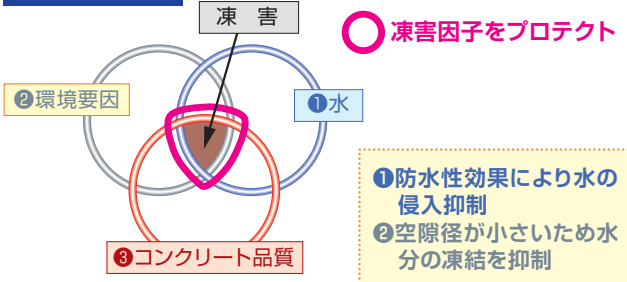 凍 害
凍害因子をプロテクト
❷環境要因
❶水
❸コンクリート品質
❶防水性効果により水の
侵入抑制
❷空隙径が小さいため水
分の凍結を抑制